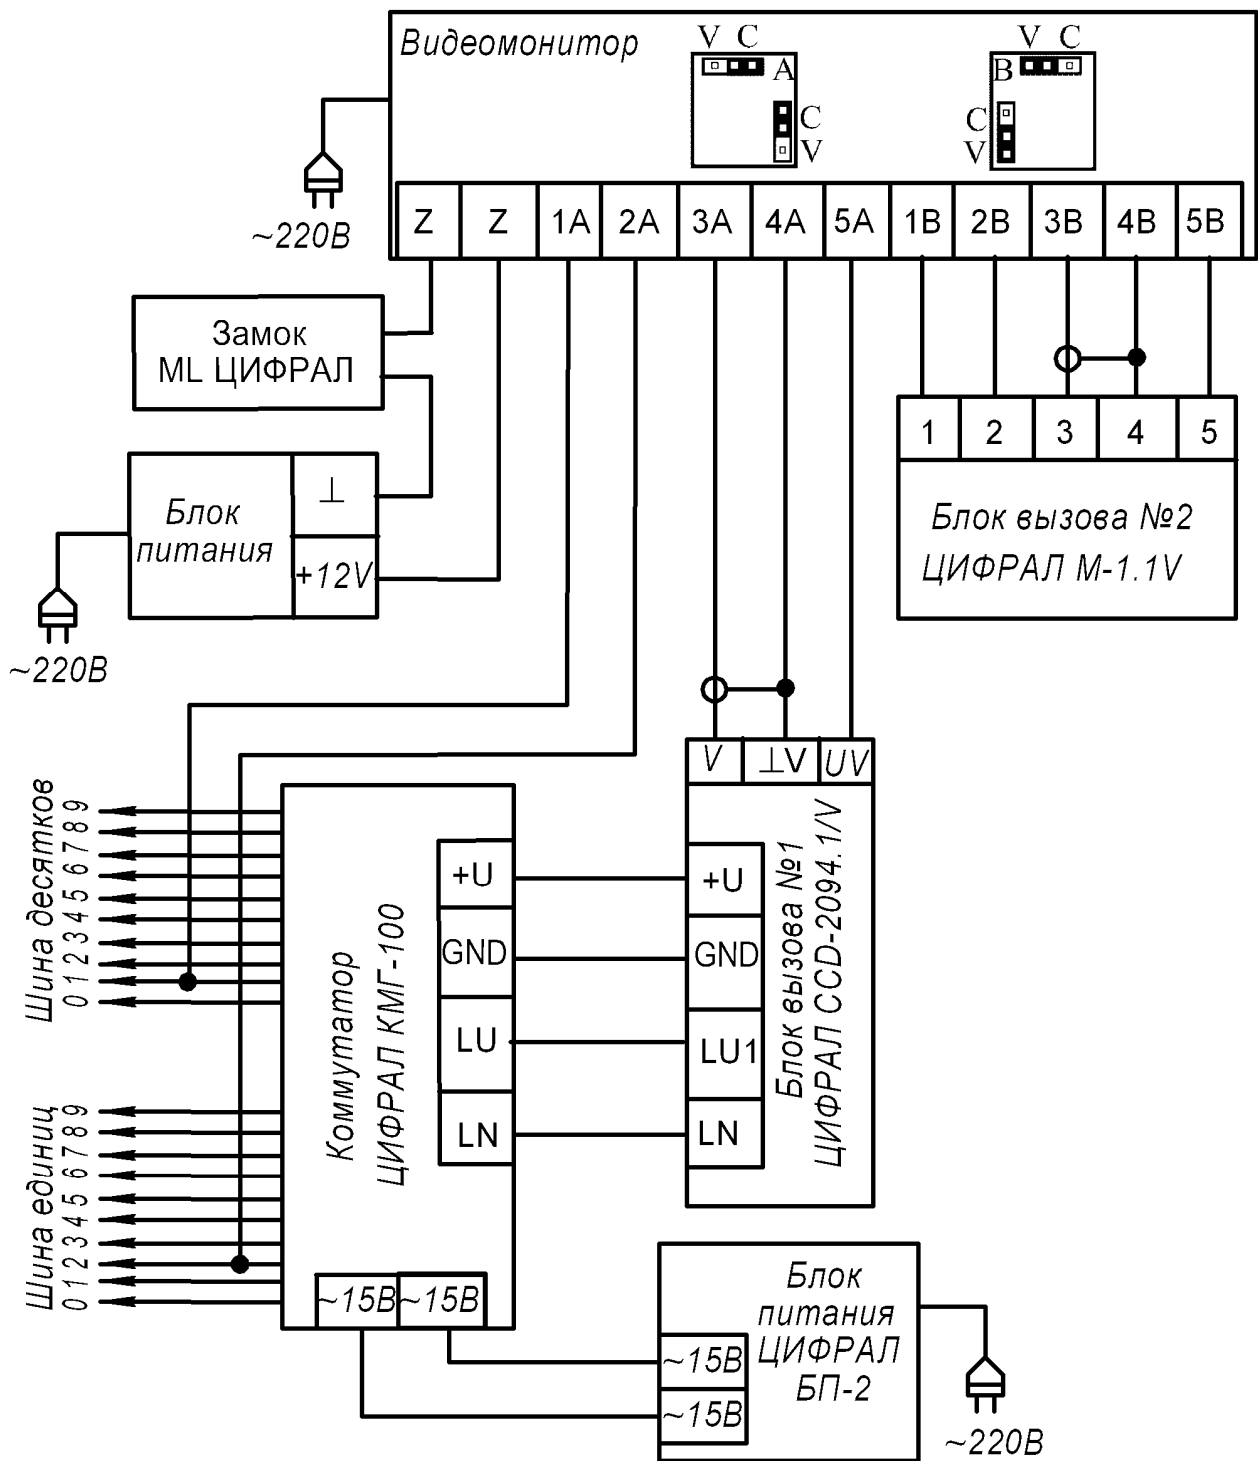 Видеомонитор
V C
A
C
V
V C
B
C
V
~220В
Z Z 1A 2A 3A 4A 5A 1B 2B 3B 4B 5B
Замок
ML ЦИФРАЛ
Блок
питания
⊥
+12V
~220В
1 2 3 4 5
Блок вызова №2
ЦИФРАЛ М-1.1V
V ⊥V UV
+U
GND
LU1
LN
Блок вызова №1
ЦИФРАЛ CCD-2094.1/V
Шина десятков
0 1 2 3 4 5 6 7 8 9
Шина единиц
0 1 2 3 4 5 6 7 8 9
Коммутатор
ЦИФРАЛ КМГ-100
+U
GND
LU
LN
~15В ~15В
Блок
питания
ЦИФРАЛ
БП-2
~15В
~15В
~220В